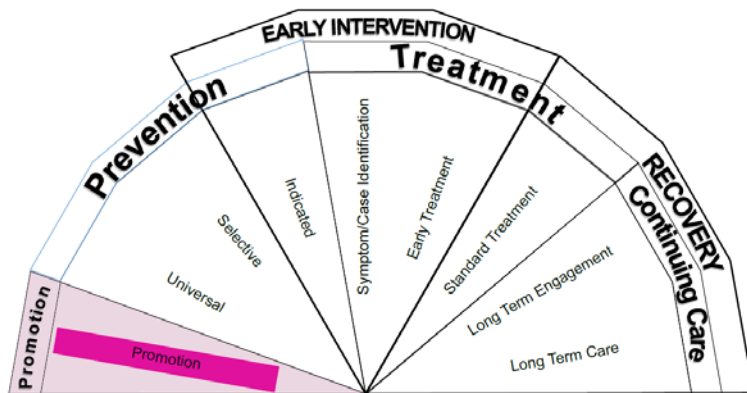 EARLY INTERVENTION
Prevention
Treatment
RECOVERY
Continuing Care
Promotion
Promotion
Universal
Selective
Indicated
Symptom/Case Identification
Early Treatment
Standard Treatment
Long Term Engagement
Long Term Care